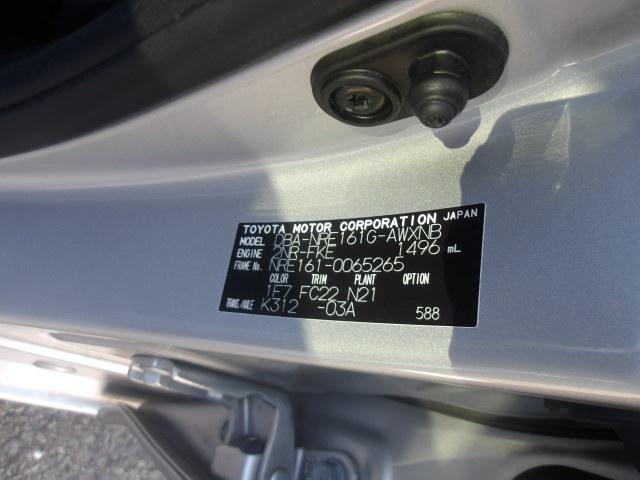 TOYOTA MOTOR CORPORATION JAPAN
MODEL DBA-NRE161G-AWXNB
ENGINE 2NR-FKE 1496 mL
FRAME No. NRE161-0065265
COLOR TRIM PLANT OPTION
1F7 FC22 N21
TRANS./AXLE K312 -03A 588